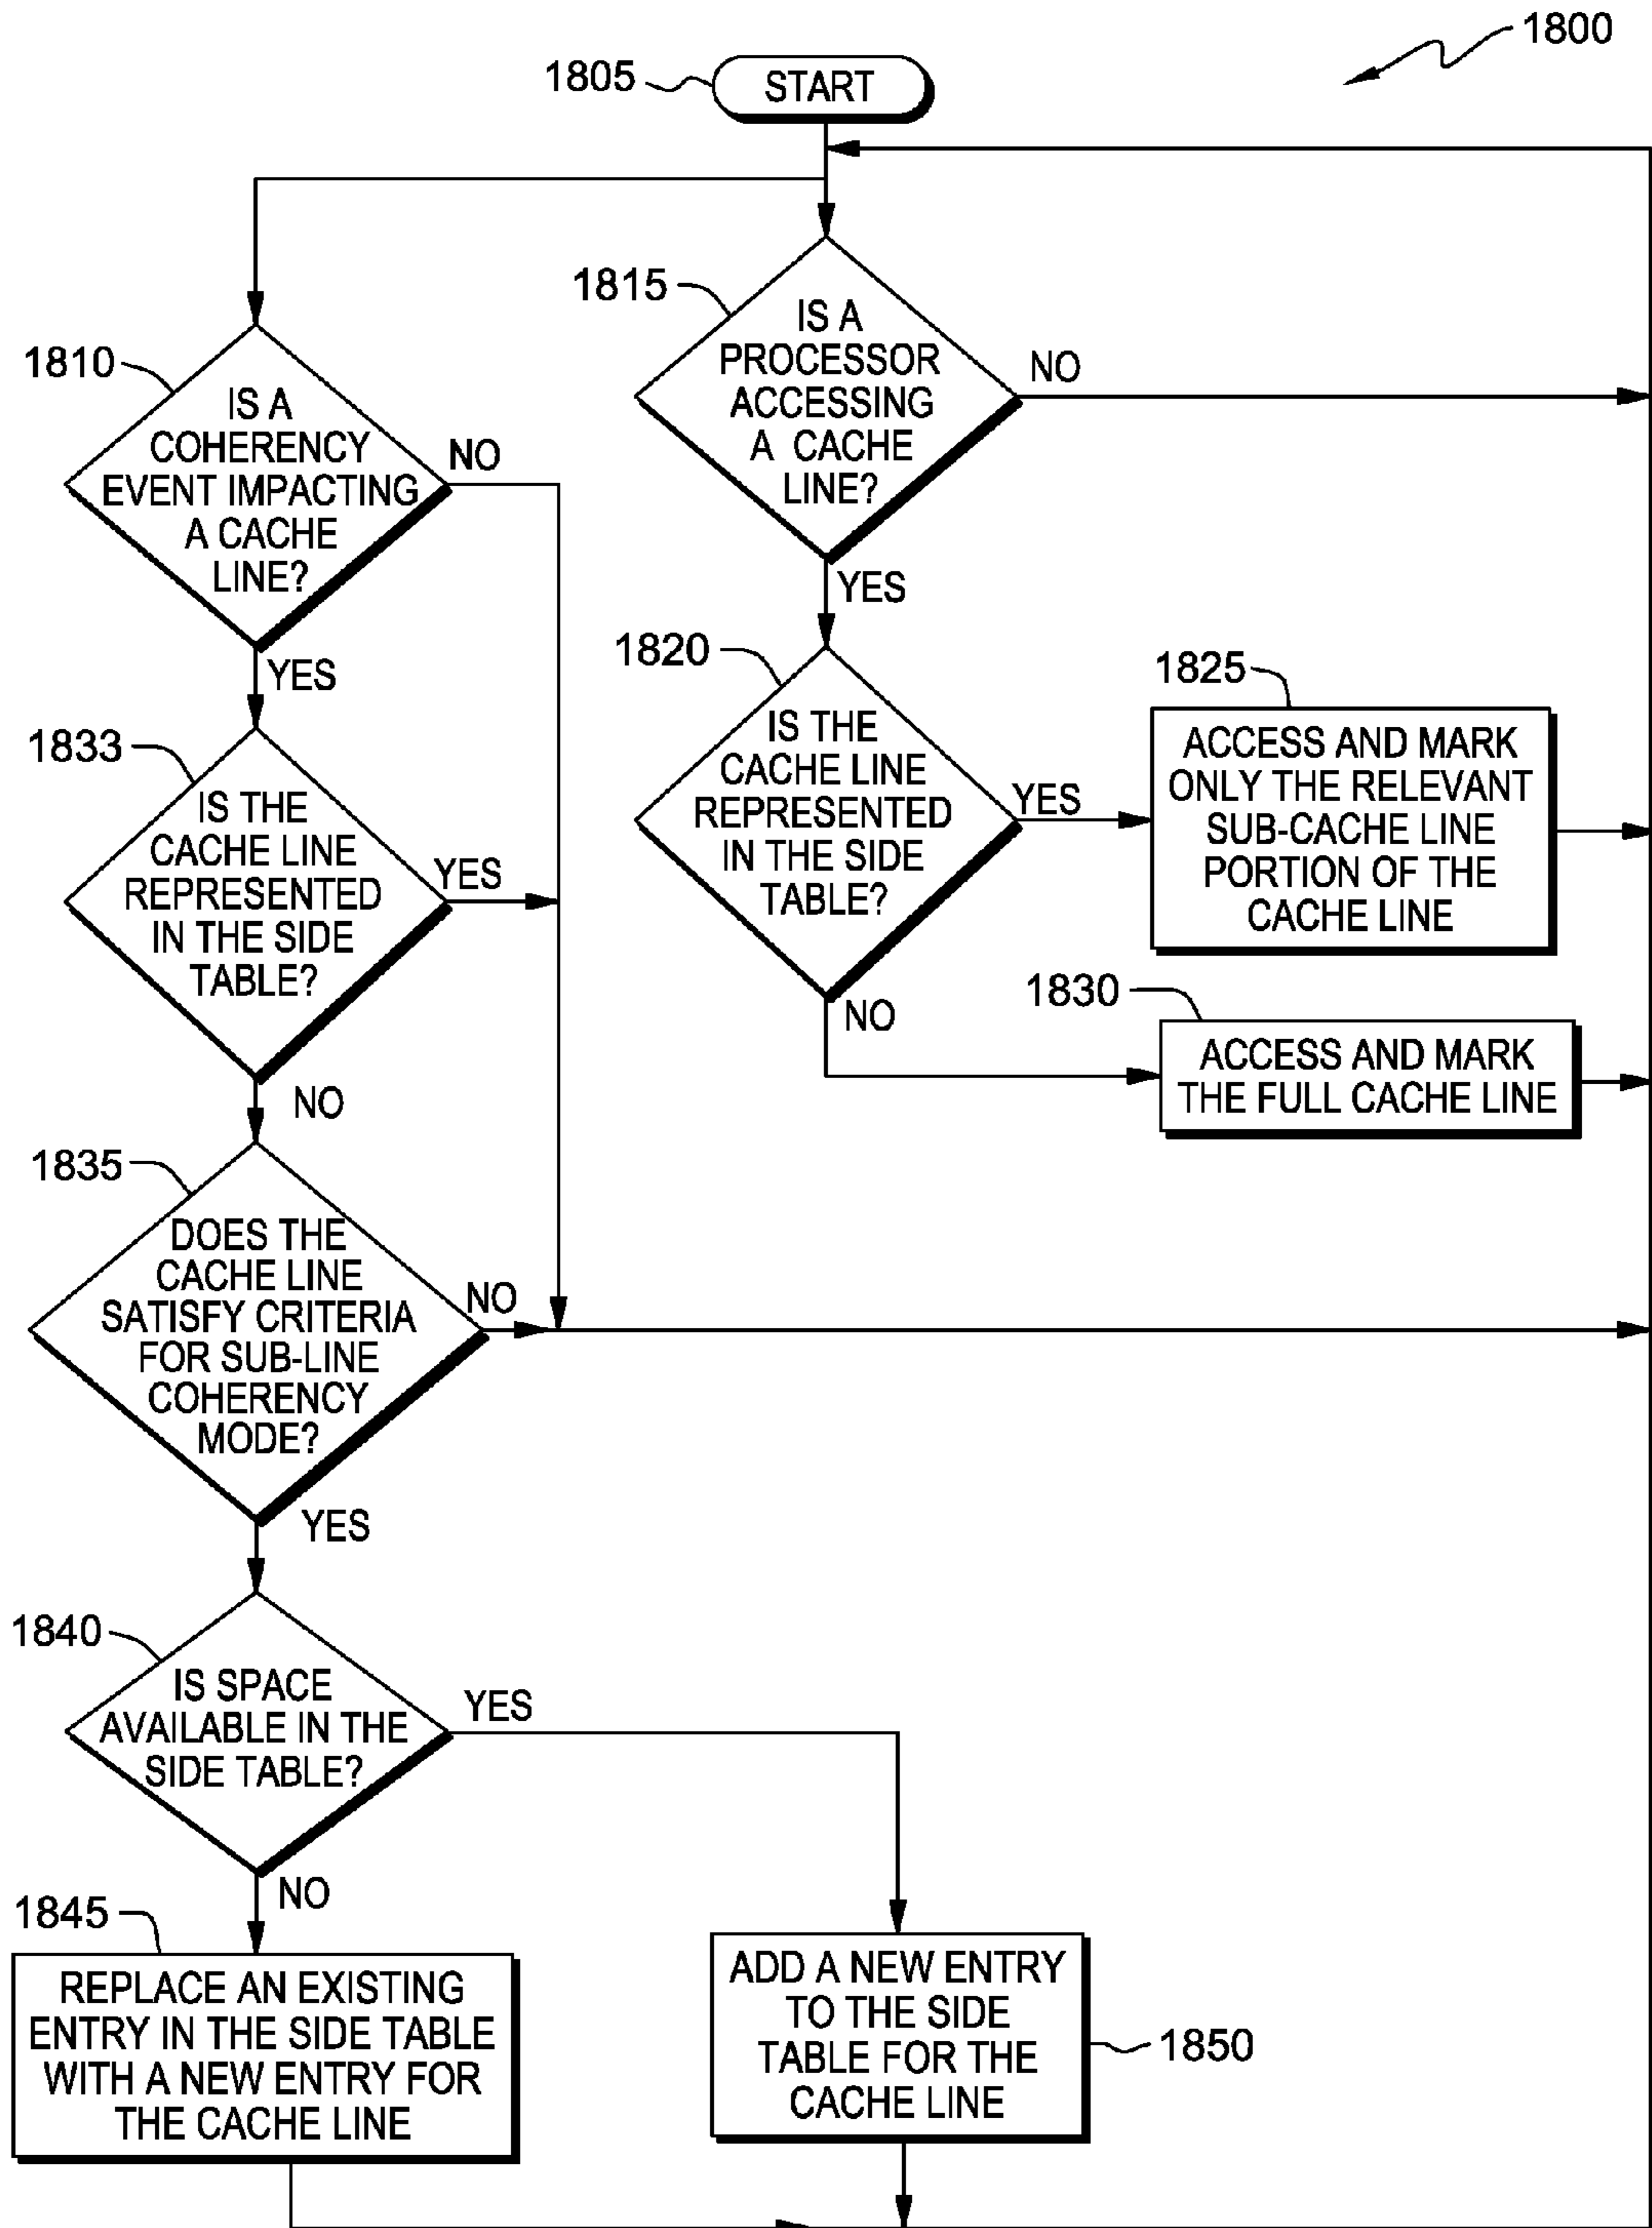 1800
1805
START
1815
IS A
PROCESSOR
ACCESSING
A CACHE
LINE?
NO
YES
1810
IS A
COHERENCY
EVENT IMPACTING
A CACHE
LINE?
NO
YES
1820
IS THE
CACHE LINE
REPRESENTED
IN THE SIDE
TABLE?
YES
NO
1825
ACCESS AND MARK
ONLY THE RELEVANT
SUB-CACHE LINE
PORTION OF THE
CACHE LINE
1830
ACCESS AND MARK
THE FULL CACHE LINE
1833
IS THE
CACHE LINE
REPRESENTED
IN THE SIDE
TABLE?
YES
NO
1835
DOES THE
CACHE LINE
SATISFY CRITERIA
FOR SUB-LINE
COHERENCY
MODE?
NO
YES
1840
IS SPACE
AVAILABLE IN THE
SIDE TABLE?
YES
NO
1845
REPLACE AN EXISTING
ENTRY IN THE SIDE TABLE
WITH A NEW ENTRY FOR
THE CACHE LINE
ADD A NEW ENTRY
TO THE SIDE
TABLE FOR THE
CACHE LINE
1850